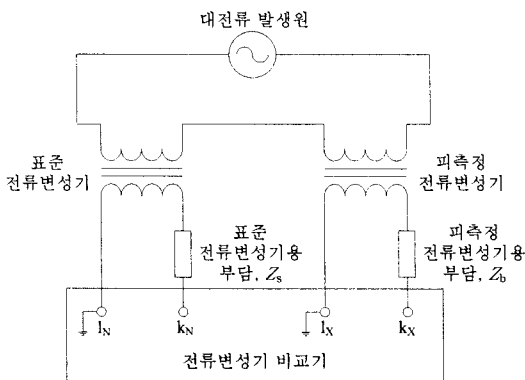 대전류 발생원
표준
전류변성기
피측정
전류변성기
표준
전류변성기용
부담, Zs
피측정
전류변성기용
부담, Zb
lN
kN
lX
kX
전류변성기 비교기